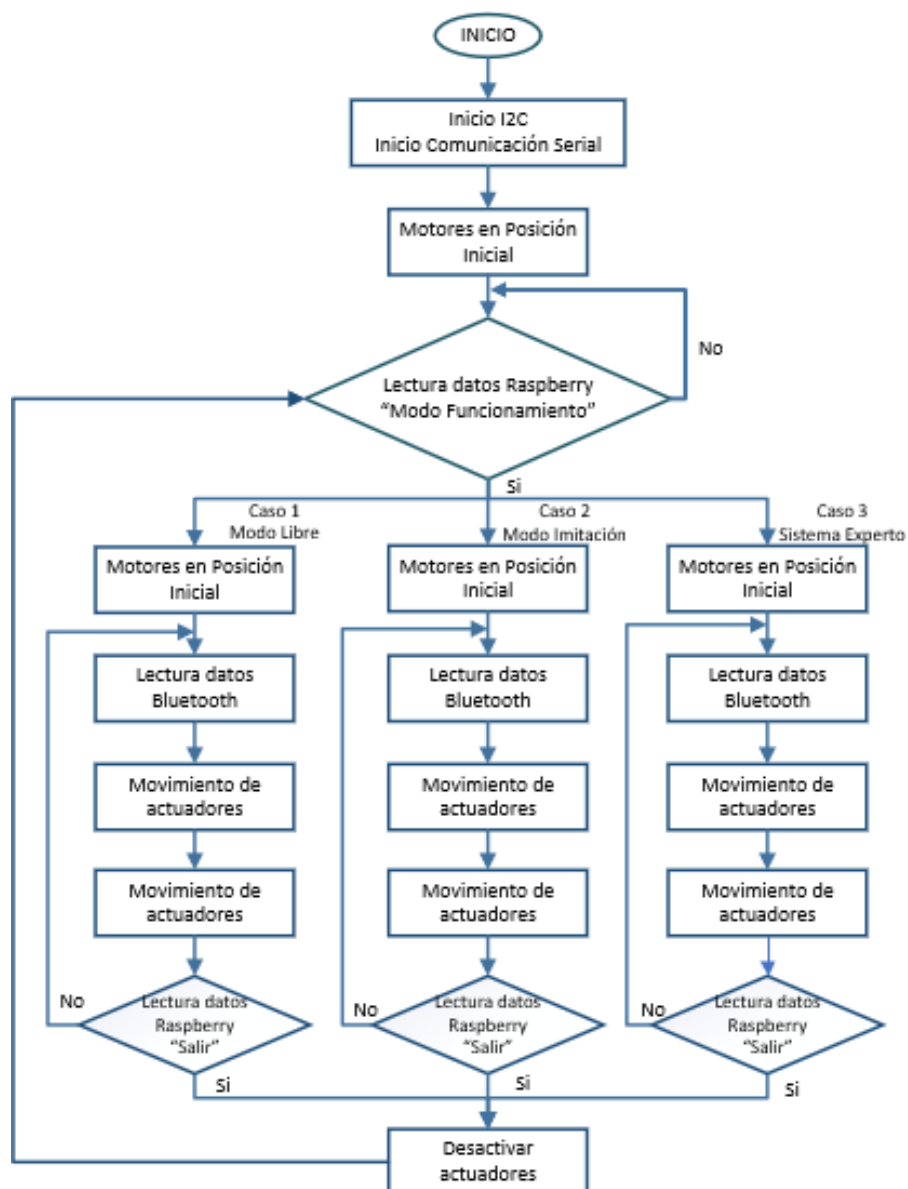 INICIO
Inicio I2C
Inicio Comunicación Serial
Motores en Posición
Inicial
No
Lectura datos Raspberry
“Modo Funcionamiento”
Si
Caso 1
Modo Libre
Caso 2
Modo Imitación
Caso 3
Sistema Experto
Motores en Posición
Inicial
Motores en Posición
Inicial
Motores en Posición
Inicial
Lectura datos
Bluetooth
Lectura datos
Bluetooth
Lectura datos
Bluetooth
Movimiento de
actuadores
Movimiento de
actuadores
Movimiento de
actuadores
Movimiento de
actuadores
Movimiento de
actuadores
Movimiento de
actuadores
No
Lectura datos
Raspberry
“Salir”
Si
No
Lectura datos
Raspberry
“Salir”
Si
No
Lectura datos
Raspberry
“Salir”
Si
Desactivar
actuadores